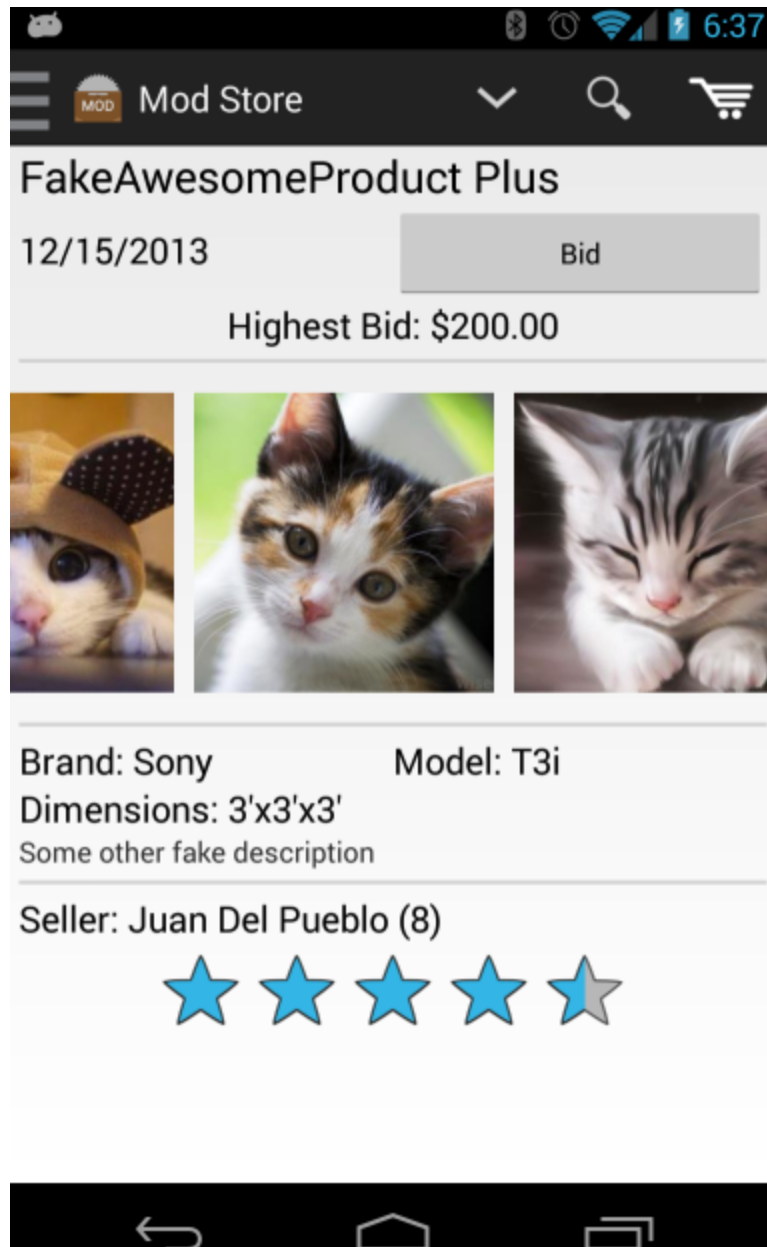 6:37
MOD
Mod Store
FakeAwesomeProduct Plus
12/15/2013
Bid
Highest Bid: $200.00
Brand: Sony
Model: T3i
Dimensions: 3'x3'x3'
Some other fake description
Seller: Juan Del Pueblo (8)